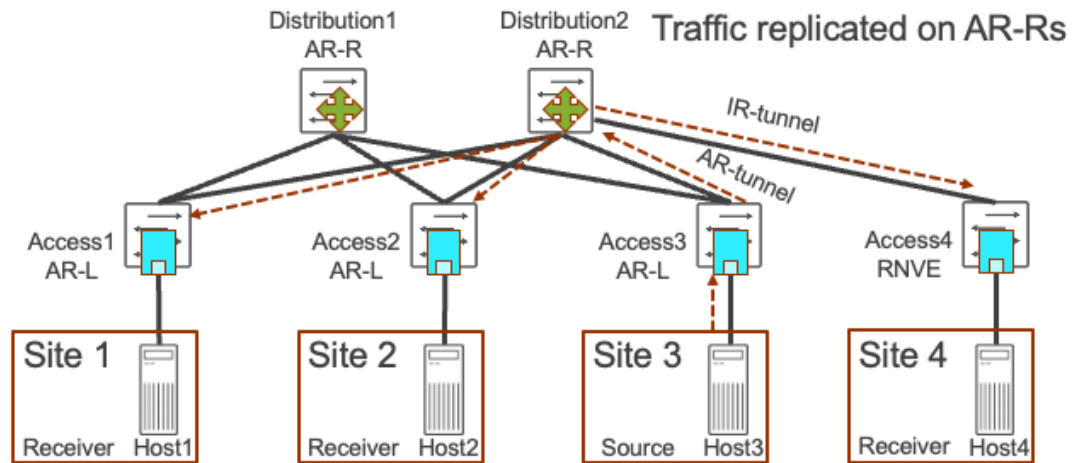 Distribution1
AR-R
Distribution2
AR-R
Traffic replicated on AR-Rs
IR-tunnel
AR-tunnel
Access1
AR-L
Access2
AR-L
Access3
AR-L
Access4
RNVE
Site 1
Receiver Host1
Site 2
Receiver Host2
Site 3
Source Host3
Site 4
Receiver Host4